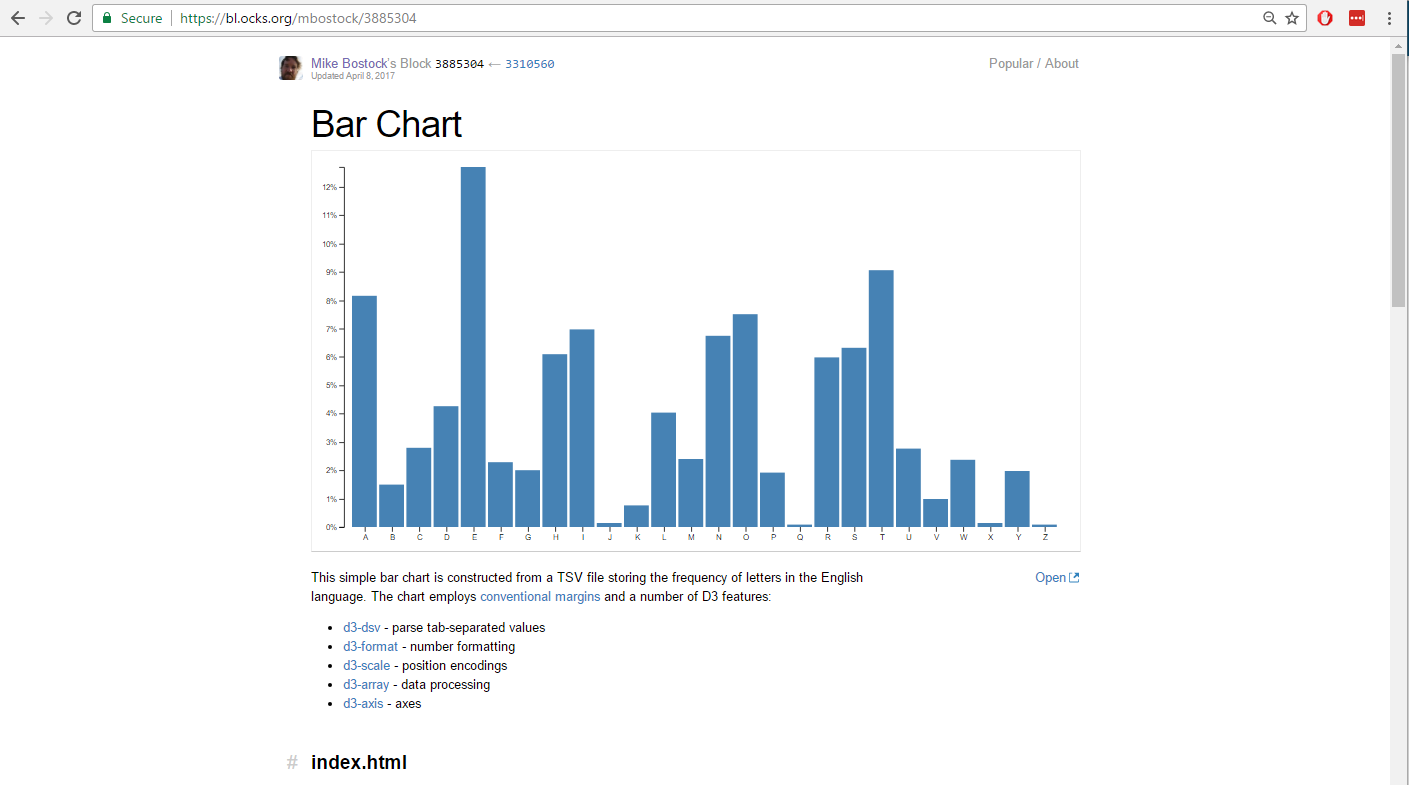 Secure https://bl.ocks.org/mbostock/3885304
Mike Bostock's Block 3885304 ← 3310560
Popular / About
Updated April 8, 2017
Bar Chart
12%
11%
10%
9%
8%
7%
6%
5%
4%
3%
2%
1%
0%
A B C D E F G H I J K L M N O P Q R S T U V W X Y Z
This simple bar chart is constructed from a TSV file storing the frequency of letters in the English
Open
language. The chart employs conventional margins and a number of D3 features:
• d3-dsv - parse tab-separated values
• d3-format - number formatting
• d3-scale - position encodings
• d3-array - data processing
• d3-axis - axes
# index.html